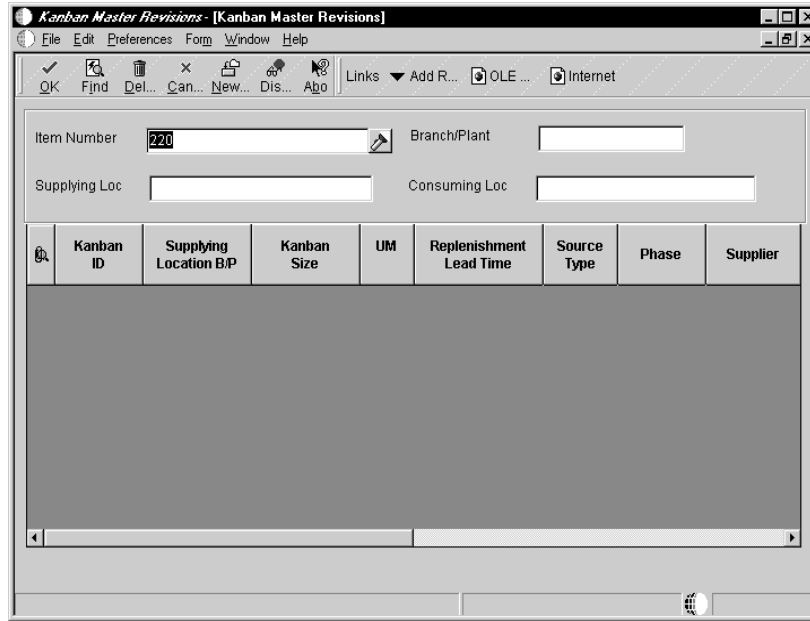 Kanban Master Revisions - [Kanban Master Revisions]
File Edit Preferences Form Window Help
OK Find Del... Can... New... Dis... Abo Links Add R... OLE ... Internet
Item Number 220 Branch/Plant
Supplying Loc Consuming Loc
Kanban ID Supplying Location B/P Kanban Size UM Replenishment Lead Time Source Type Phase Supplier